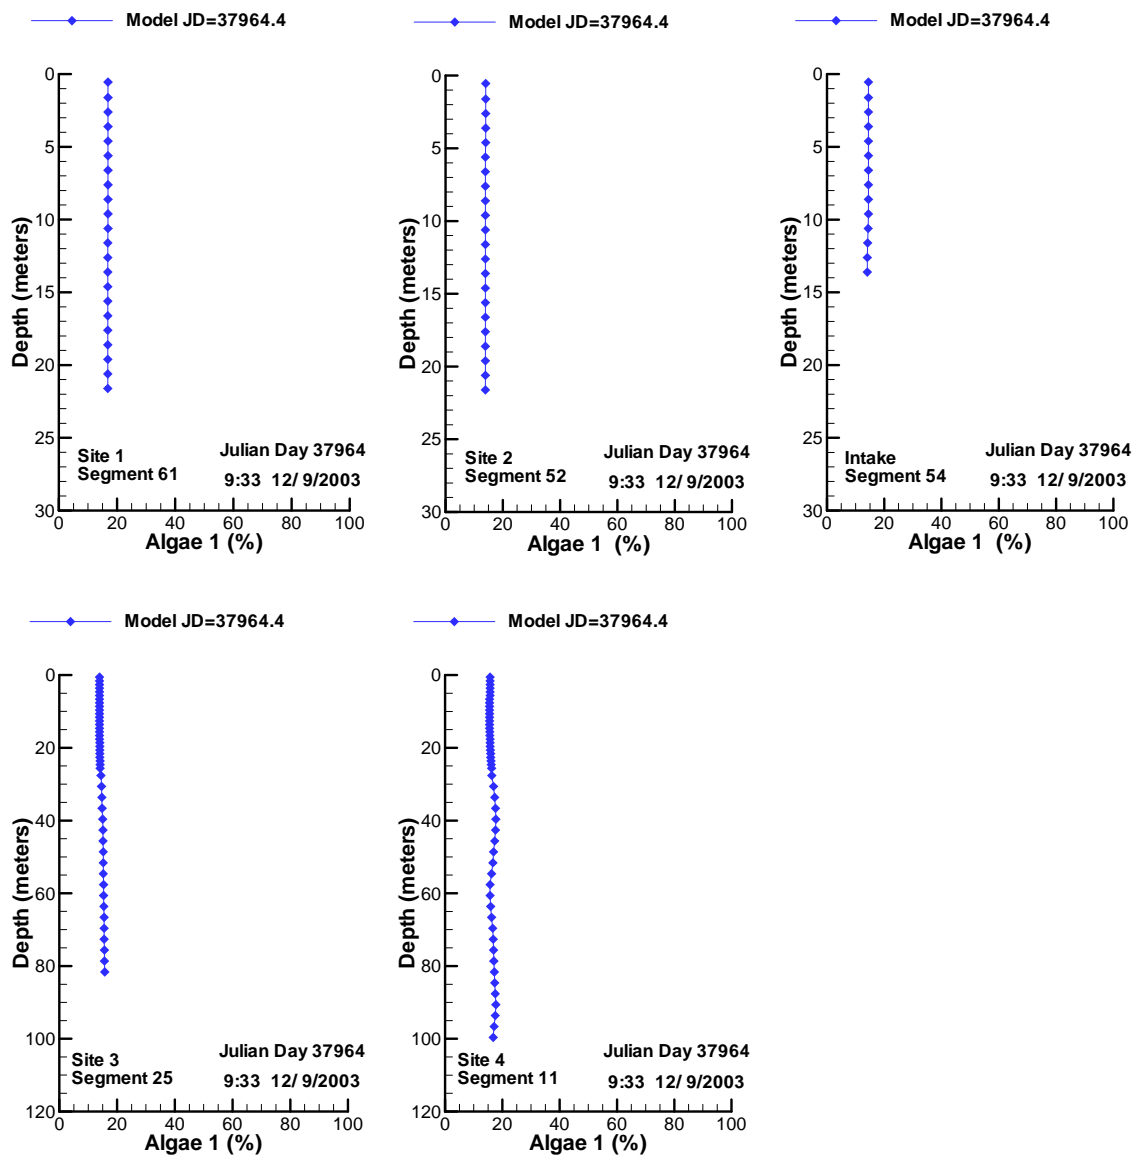 Model JD=37964.4
0
5
10
15
20
25
30
Depth (meters)
Site 1
Segment 61
Julian Day 37964
9:33 12/ 9/2003
0 20 40 60 80 100
Algae 1 (%)
Model JD=37964.4
0
5
10
15
20
25
30
Depth (meters)
Site 2
Segment 52
Julian Day 37964
9:33 12/ 9/2003
0 20 40 60 80 100
Algae 1 (%)
Model JD=37964.4
0
5
10
15
20
25
30
Depth (meters)
Intake
Segment 54
Julian Day 37964
9:33 12/ 9/2003
0 20 40 60 80 100
Algae 1 (%)
Model JD=37964.4
0
20
40
60
80
100
120
Depth (meters)
Site 3
Segment 25
Julian Day 37964
9:33 12/ 9/2003
0 20 40 60 80 100
Algae 1 (%)
Model JD=37964.4
0
20
40
60
80
100
120
Depth (meters)
Site 4
Segment 11
Julian Day 37964
9:33 12/ 9/2003
0 20 40 60 80 100
Algae 1 (%)